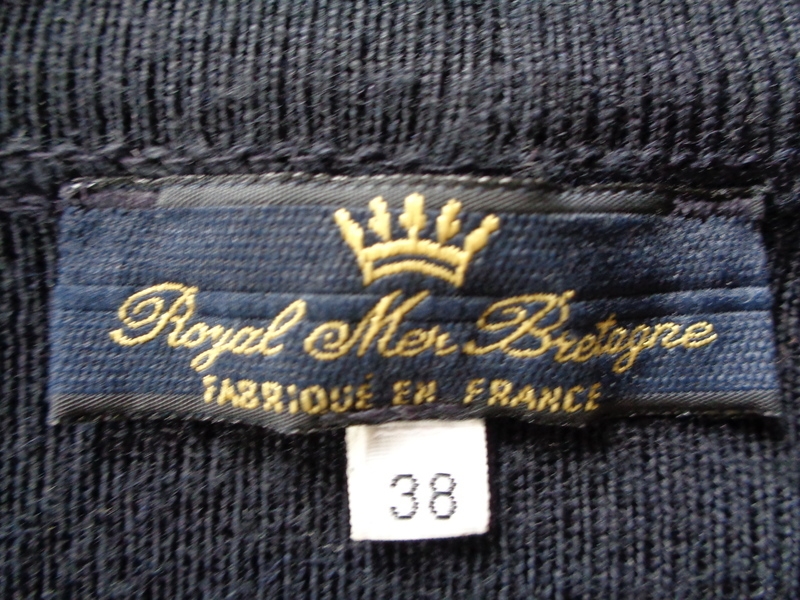 Royal Mer Bretagne
FABRIQUÉ EN FRANCE
38